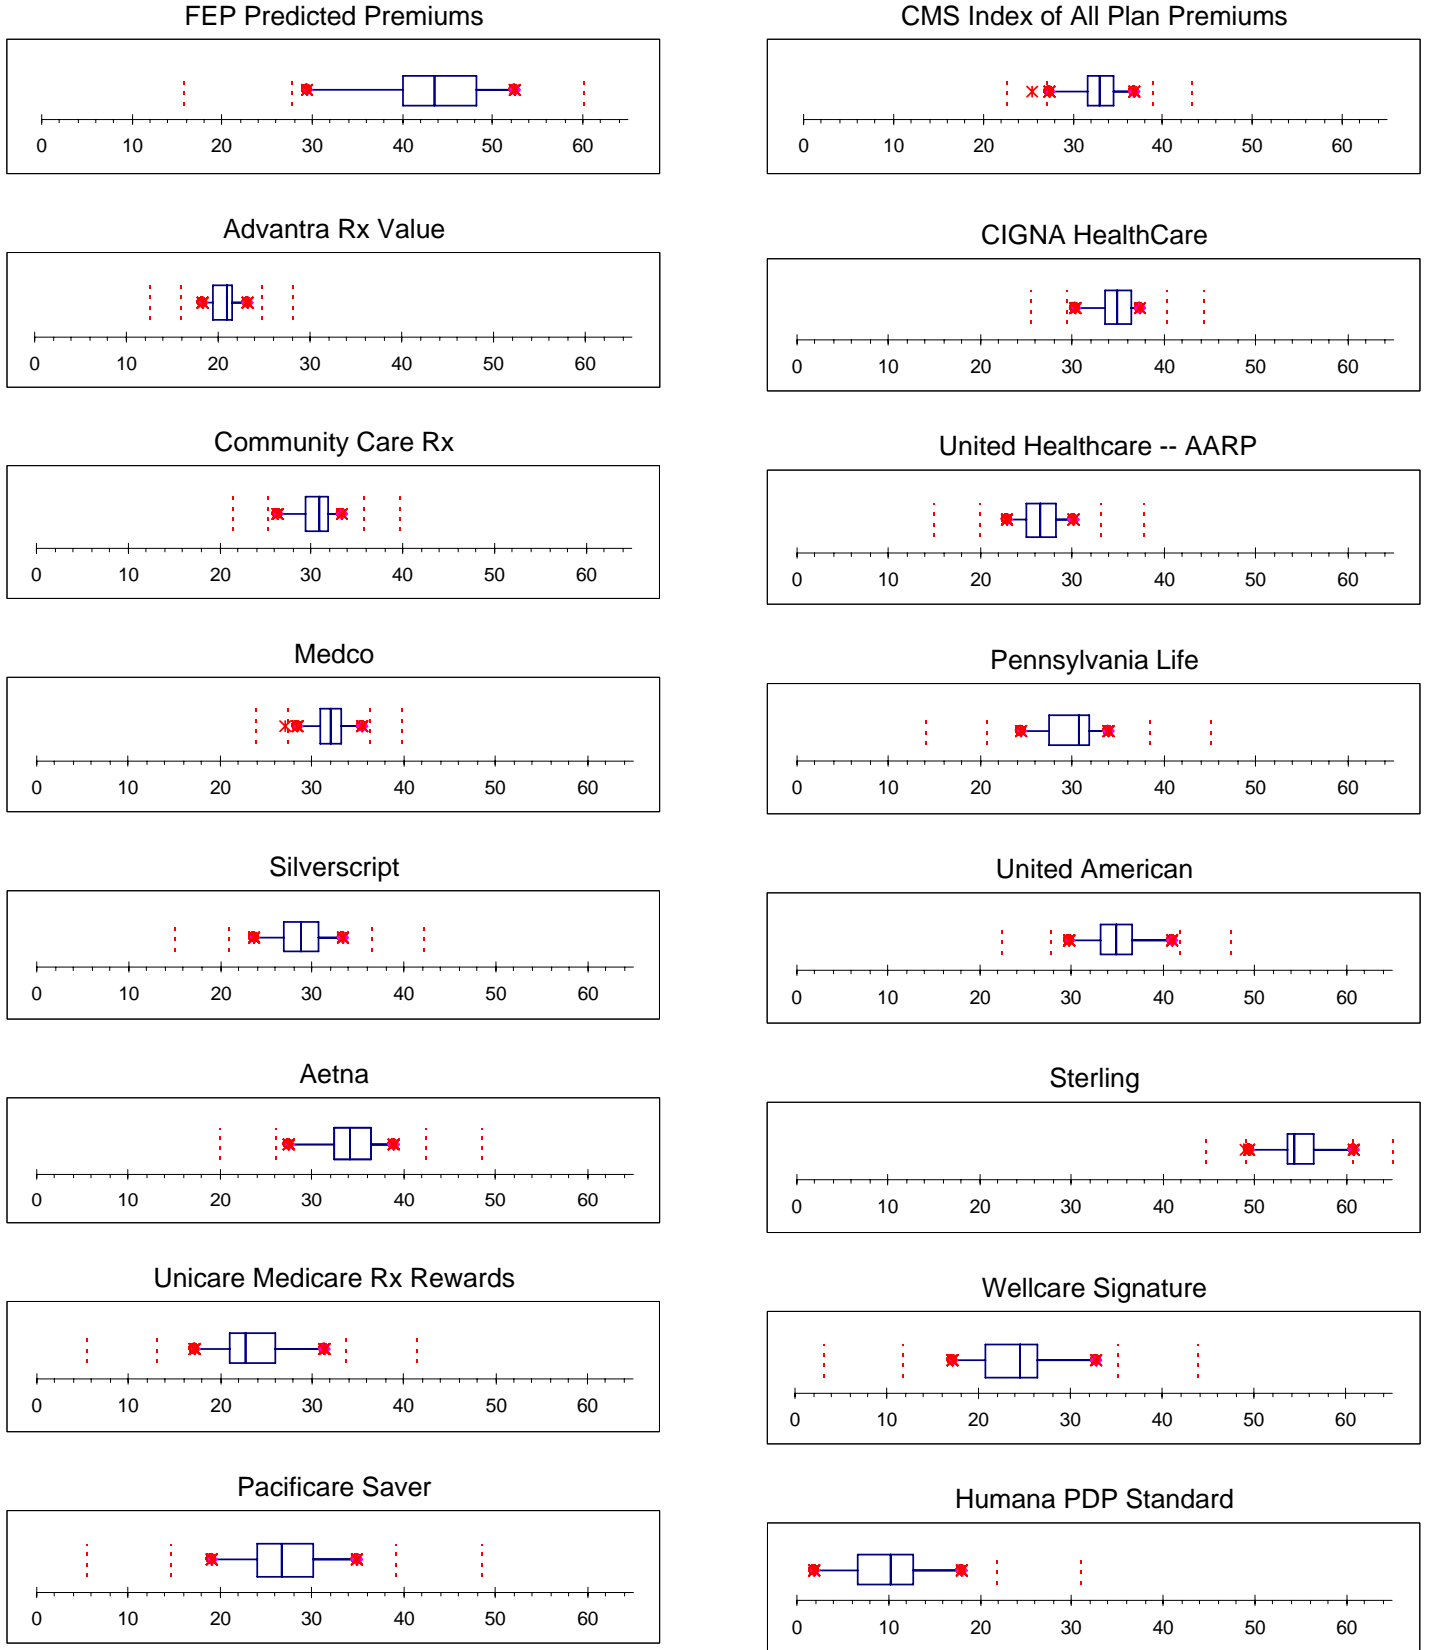 FEP Predicted Premiums
0 10 20 30 40 50 60
CMS Index of All Plan Premiums
0 10 20 30 40 50 60
Advantra Rx Value
0 10 20 30 40 50 60
CIGNA HealthCare
0 10 20 30 40 50 60
Community Care Rx
0 10 20 30 40 50 60
United Healthcare -- AARP
0 10 20 30 40 50 60
Medco
0 10 20 30 40 50 60
Pennsylvania Life
0 10 20 30 40 50 60
Silverscript
0 10 20 30 40 50 60
United American
0 10 20 30 40 50 60
Aetna
0 10 20 30 40 50 60
Sterling
0 10 20 30 40 50 60
Unicare Medicare Rx Rewards
0 10 20 30 40 50 60
Wellcare Signature
0 10 20 30 40 50 60
Pacificare Saver
0 10 20 30 40 50 60
Humana PDP Standard
0 10 20 30 40 50 60